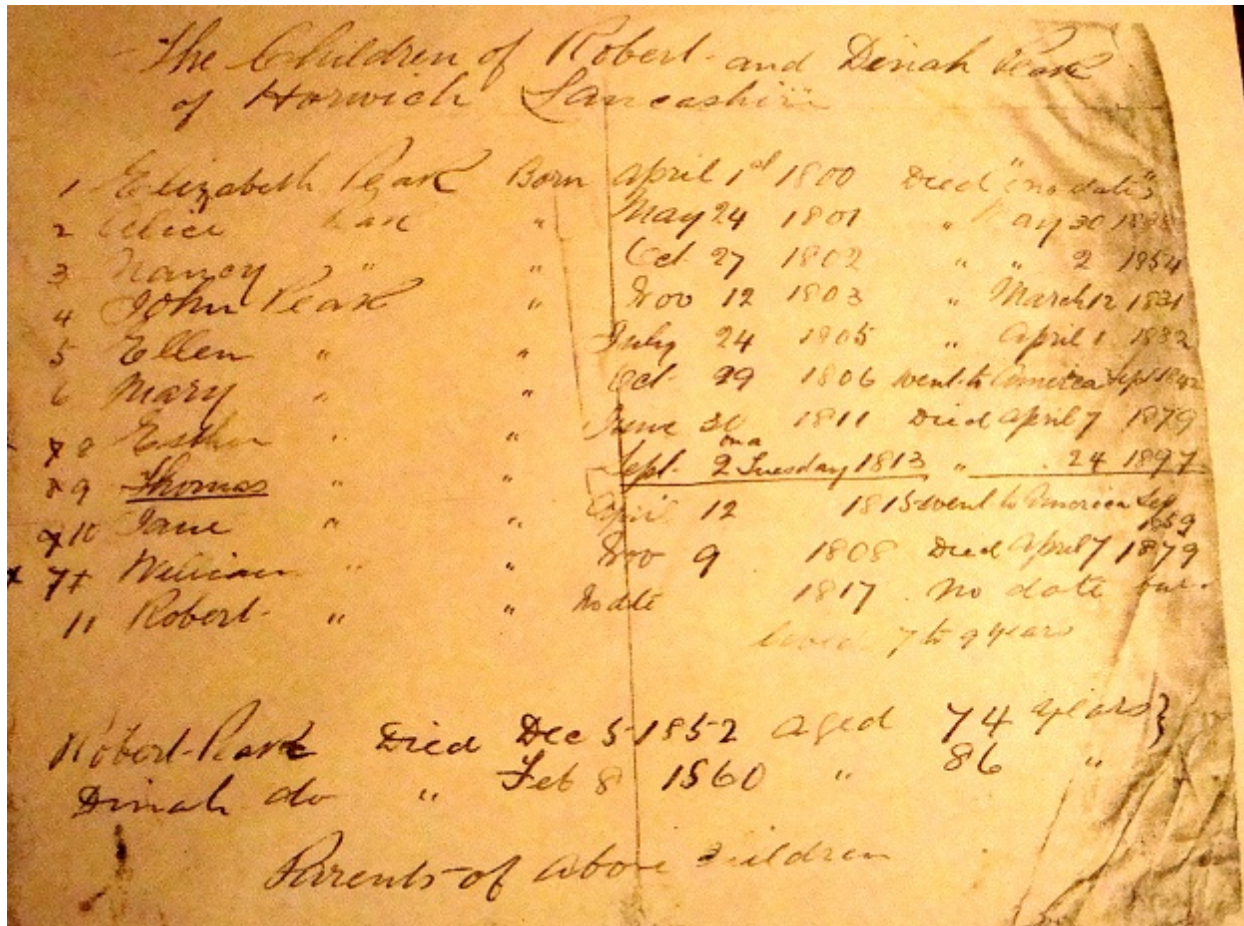 The Children of Robert and Dinah Peak
of Horwich Lancashire
1 Elizabeth Peak Born April 1st 1800 Died "no date"
2 Alice Peak " May 24 1801 " May 30
3 Nancy " " Oct 27 1802 " " 2 1854
4 John Peak " Nov 12 1803 " March 12 1831
5 Ellen " " July 24 1805 " April 1 1832
6 Mary " " Oct 29 1806 went to America Sept 1842
8 Esther " " June 1811 Died April 7 1879
on a
9 Thomas " " Sept 2 Tuesday 1813 " 24 1897
10 Jane " " April 12 1815 went to America Sep
1859
x 7+ William " " Nov 9 1808 Died April 7 1879
11 Robert " " No date 1817 no date but
lived 7 to 9 years
Robert Peak Died Dec 5 1852 aged 74 years }
Dinah do " Feb 8 1860 " 86 "
Parents of above children